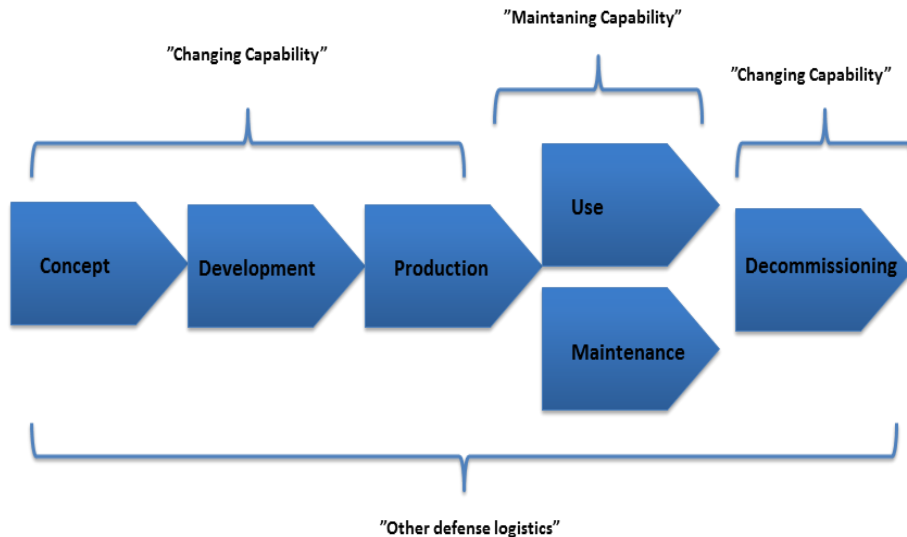 ”Maintaning Capability”
”Changing Capability”
”Changing Capability”
Use
Concept
Development
Production
Decommissioning
Maintenance
”Other defense logistics”